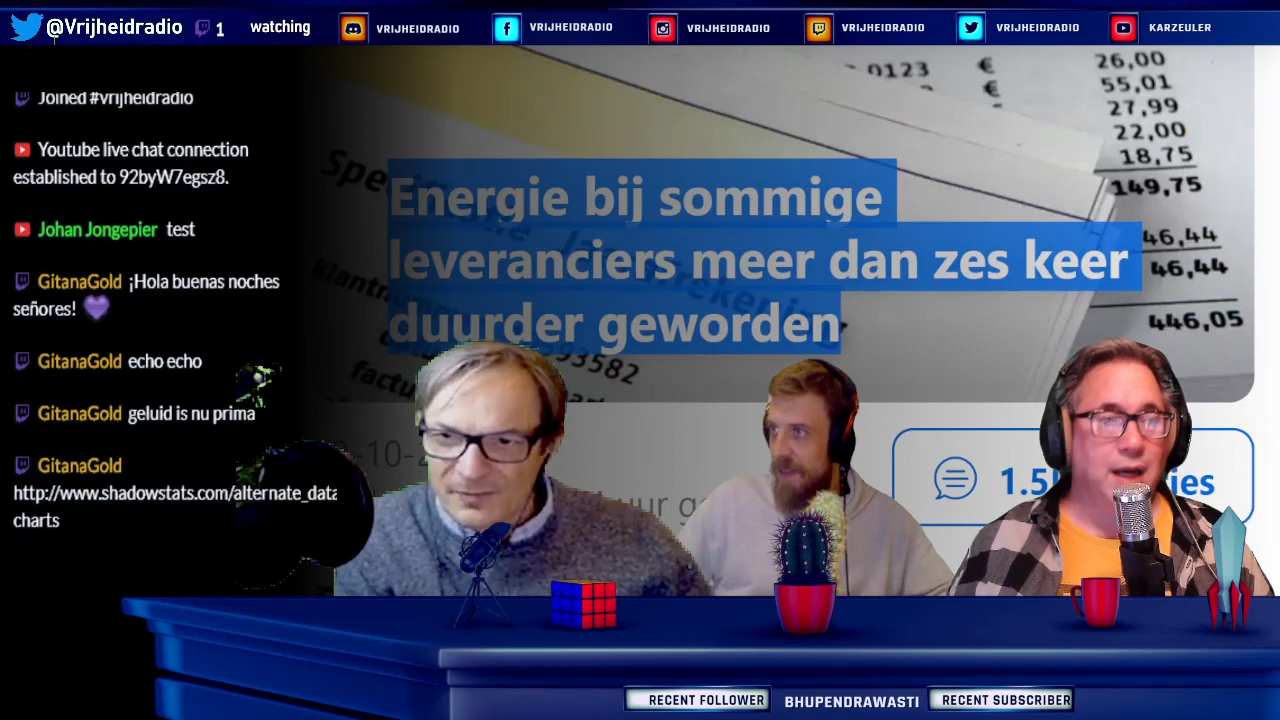 @Vrijheidradio 1 watching
VRIJHEIDRADIO
VRIJHEIDRADIO
VRIJHEIDRADIO
VRIJHEIDRADIO
VRIJHEIDRADIO
KARZEULER
Joined #vrijheidradio
Youtube live chat connection
established to 92byW7egsz8.
Johan Jongepier test
GitanaGold ¡Hola buenas noches
señores!
GitanaGold echo echo
GitanaGold geluid is nu prima
GitanaGold
http://www.shadowstats.com/alternate_data
charts
Energie bij sommige
leveranciers meer dan zes keer
duurder geworden
0123 € 26,00
€ 55,01
€ 27,99
22,00
18,75
149,75
46,44
46,44
446,05
RECENT FOLLOWER BHUPENDRAWASTI RECENT SUBSCRIBER